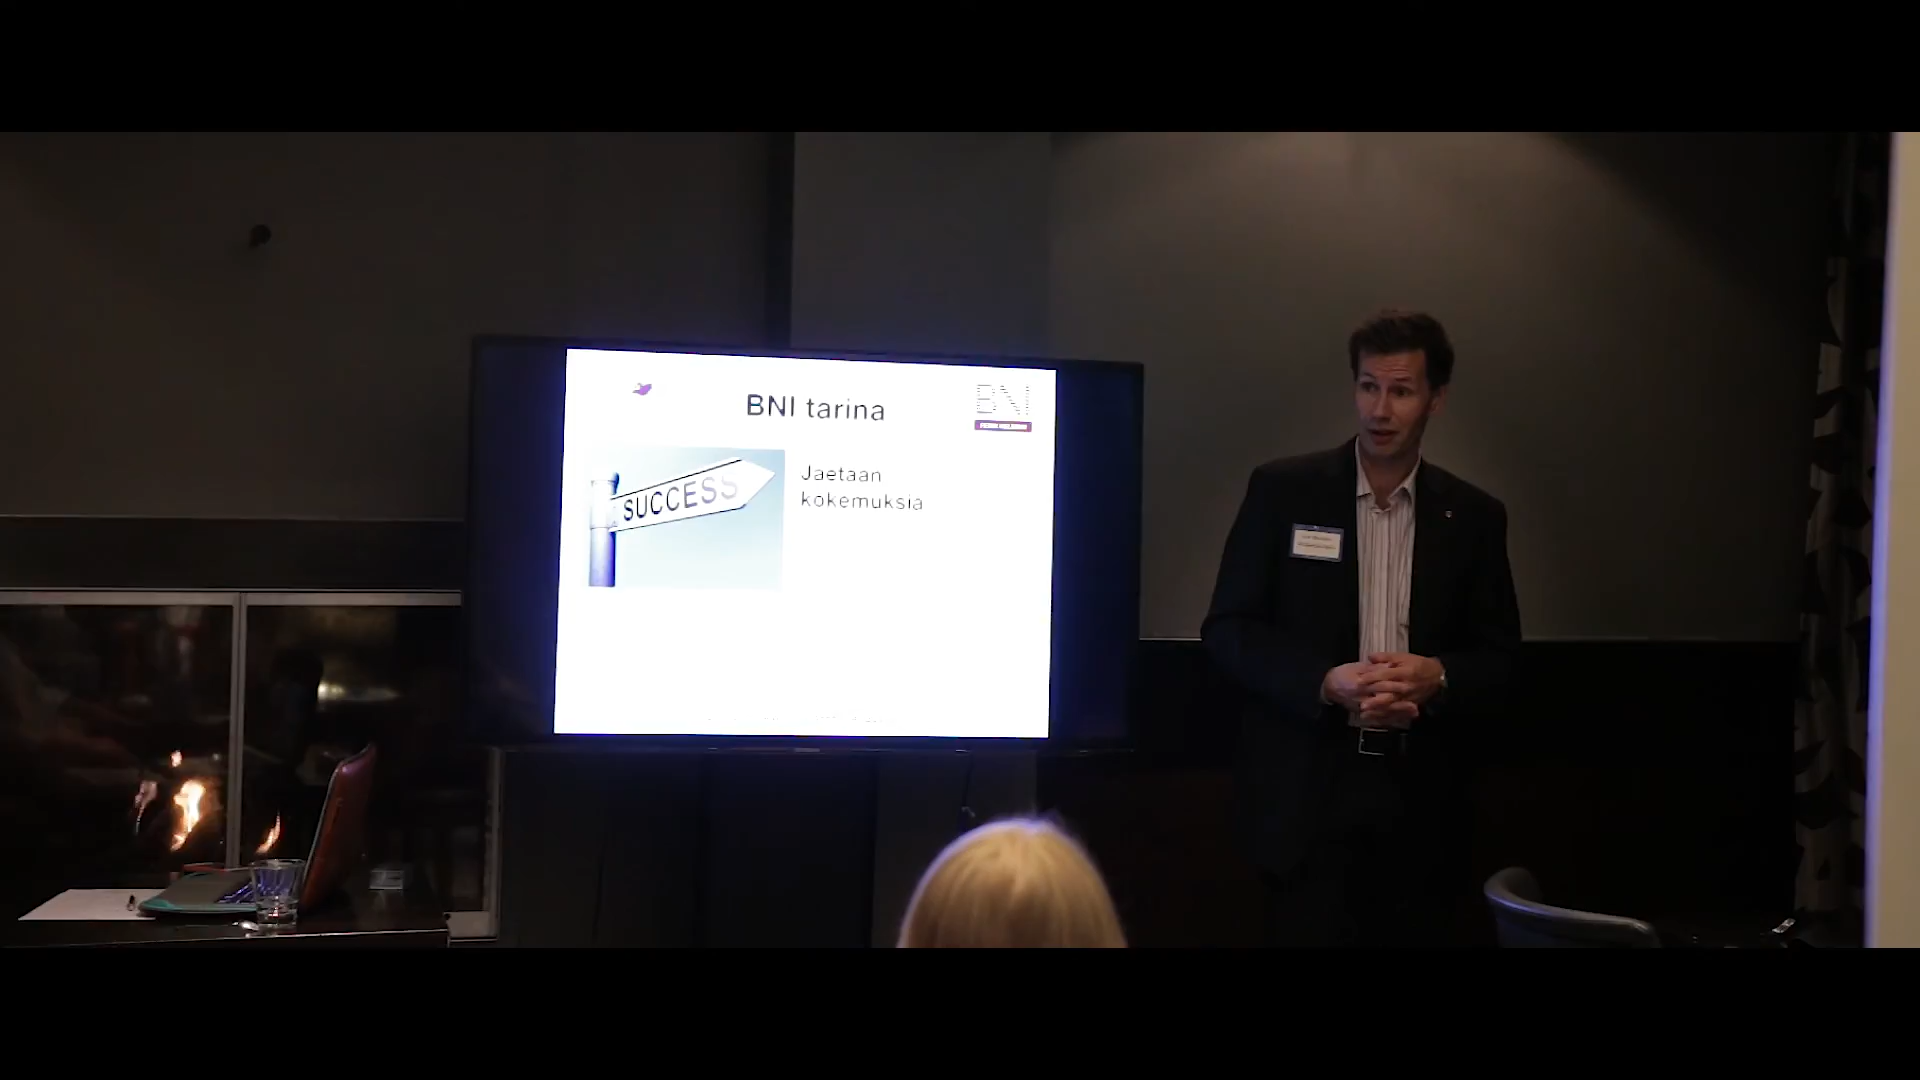 BNI tarina
BNI
SUCCESS
Jaetaan
kokemuksia